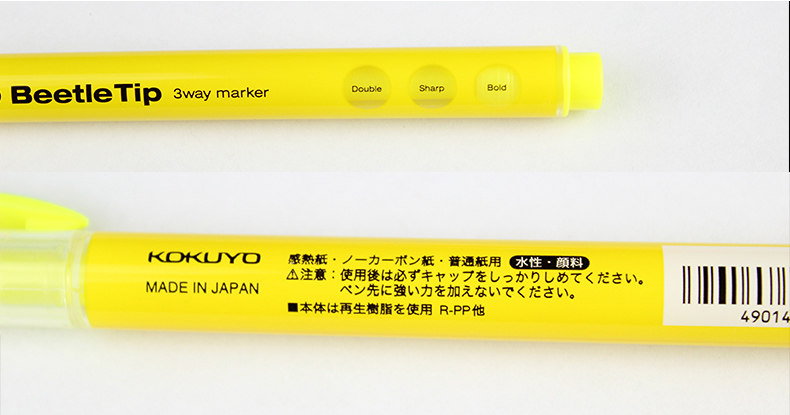 BeetleTip 3way marker Double Sharp Bold
KOKUYO
MADE IN JAPAN
感熱紙・ノーカーボン紙・普通紙用 水性・顔料
⚠注意：使用後は必ずキャップをしっかりしめてください。
ペン先に強い力を加えないでください。
■本体は再生樹脂を使用 R-PP他
49014